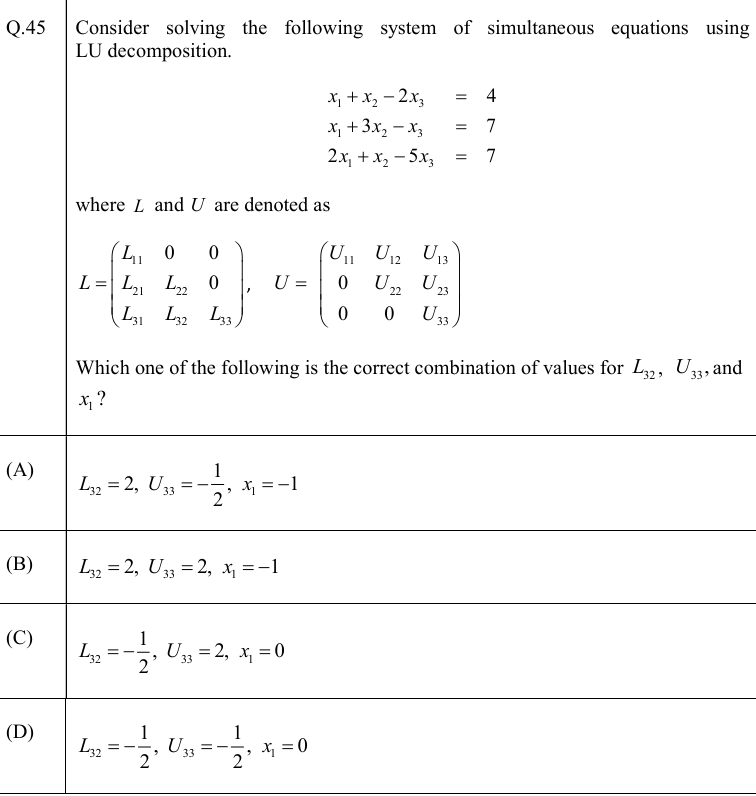 Q.45 Consider solving the following system of simultaneous equations using
LU decomposition.
x₁ + x₂ − 2x₃ = 4
x₁ + 3x₂ − x₃ = 7
2x₁ + x₂ − 5x₃ = 7
where L and U are denoted as
L = ( L₁₁ 0 0 ; L₂₁ L₂₂ 0 ; L₃₁ L₃₂ L₃₃ ), U = ( U₁₁ U₁₂ U₁₃ ; 0 U₂₂ U₂₃ ; 0 0 U₃₃ )
Which one of the following is the correct combination of values for L₃₂, U₃₃, and
x₁ ?
(A) L₃₂ = 2, U₃₃ = −1/2, x₁ = −1
(B) L₃₂ = 2, U₃₃ = 2, x₁ = −1
(C) L₃₂ = −1/2, U₃₃ = 2, x₁ = 0
(D) L₃₂ = −1/2, U₃₃ = −1/2, x₁ = 0